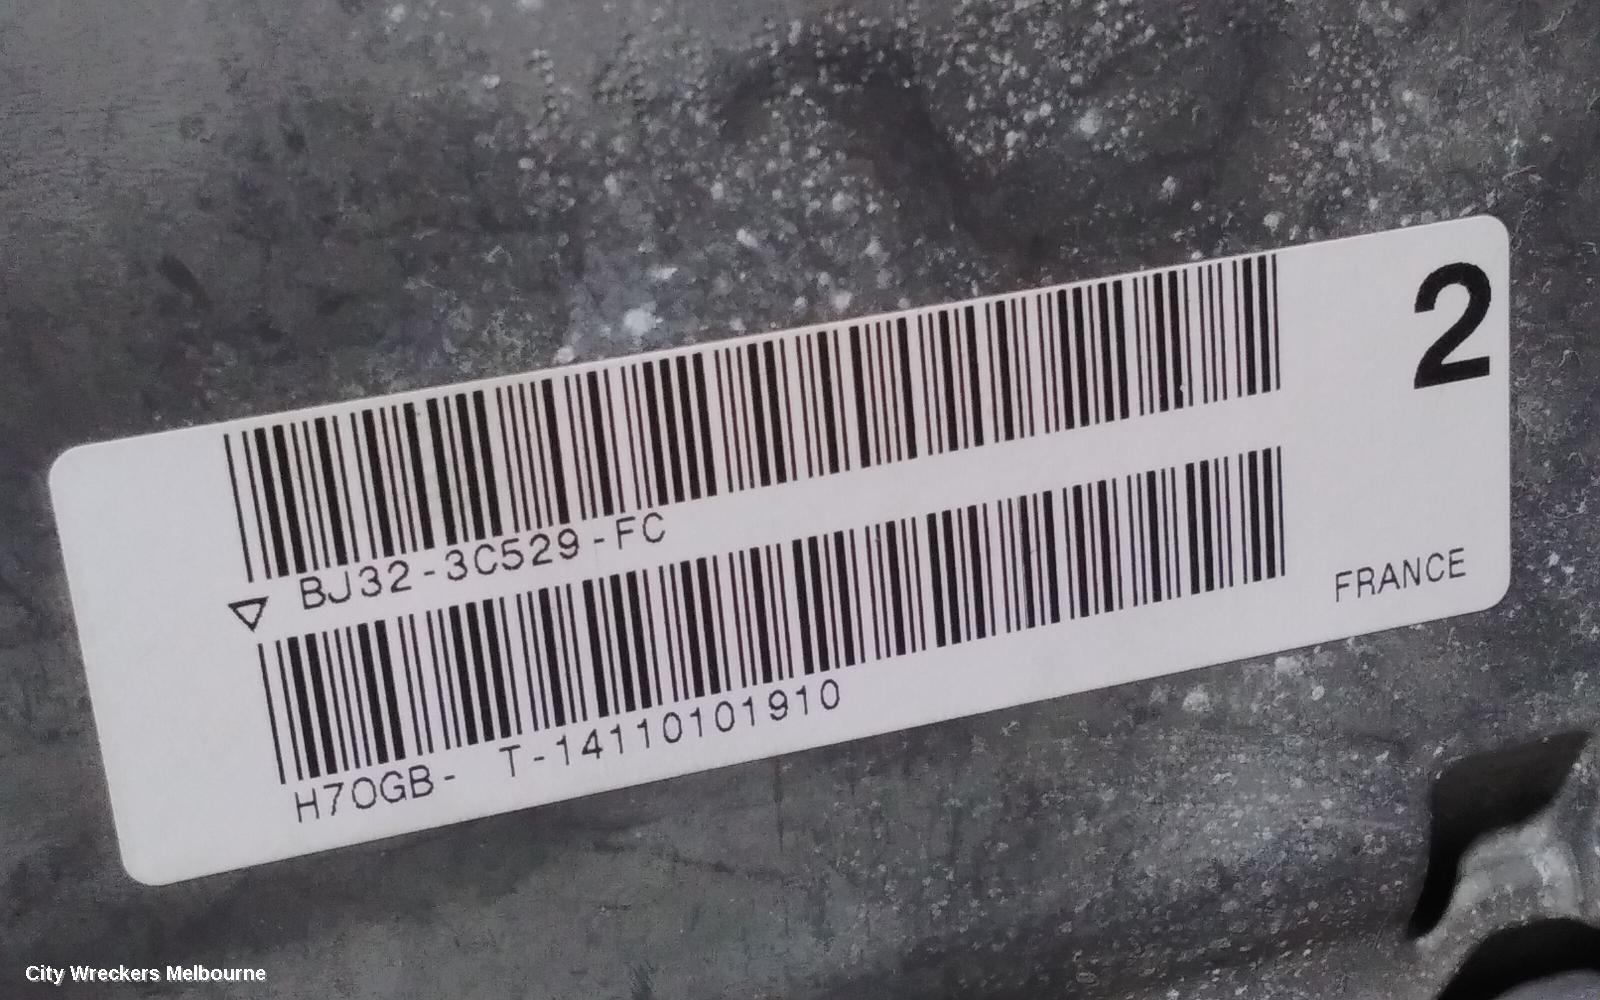 2
BJ32-3C529-FC
H70GB- T-14110101910
FRANCE
City Wreckers Melbourne